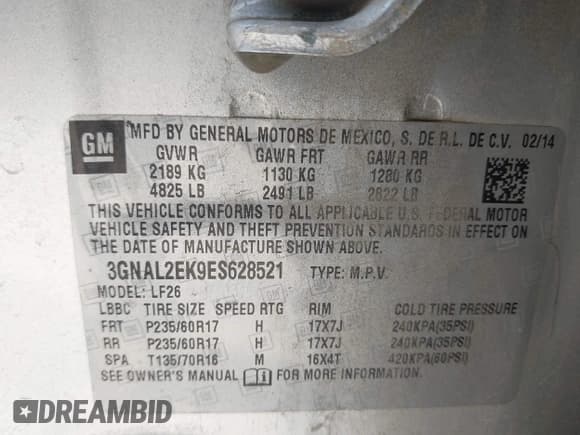 GM MFD BY GENERAL MOTORS DE MEXICO, S. DE R.L. DE C.V. 02/14
GVWR GAWR FRT GAWR RR
2189 KG 1130 KG 1280 KG
4825 LB 2491 LB 2822 LB
THIS VEHICLE CONFORMS TO ALL APPLICABLE U.S. FEDERAL MOTOR
VEHICLE SAFETY AND THEFT PREVENTION STANDARDS IN EFFECT ON THE
DATE OF MANUFACTURE SHOWN ABOVE.
3GNAL2EK9ES628521 TYPE: M.P.V.
MODEL: LF26
LBBC TIRE SIZE SPEED RTG RIM COLD TIRE PRESSURE
FRT P235/60R17 H 17X7J 240KPA(35PSI)
RR P235/60R17 H 17X7J 240KPA(35PSI)
SPA T135/70R16 M 16X4T 420KPA(60PSI)
SEE OWNER'S MANUAL FOR MORE INFORMATION.
DREAMBID